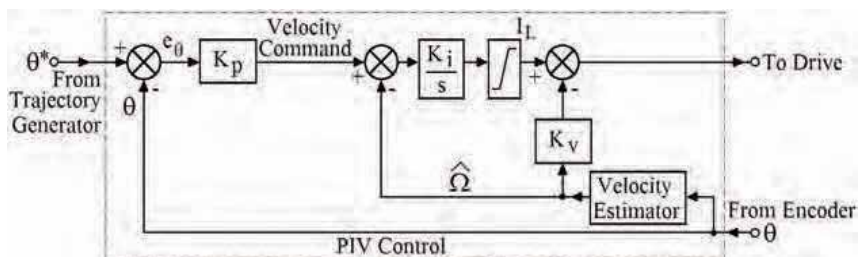 Velocity
Command
I_L
e_θ
K_p
K_i
s
To Drive
θ*
+
-
+
-
+
-
From
Trajectory
Generator
θ
K_v
Ω̂
Velocity
Estimator
From Encoder
θ
PIV Control